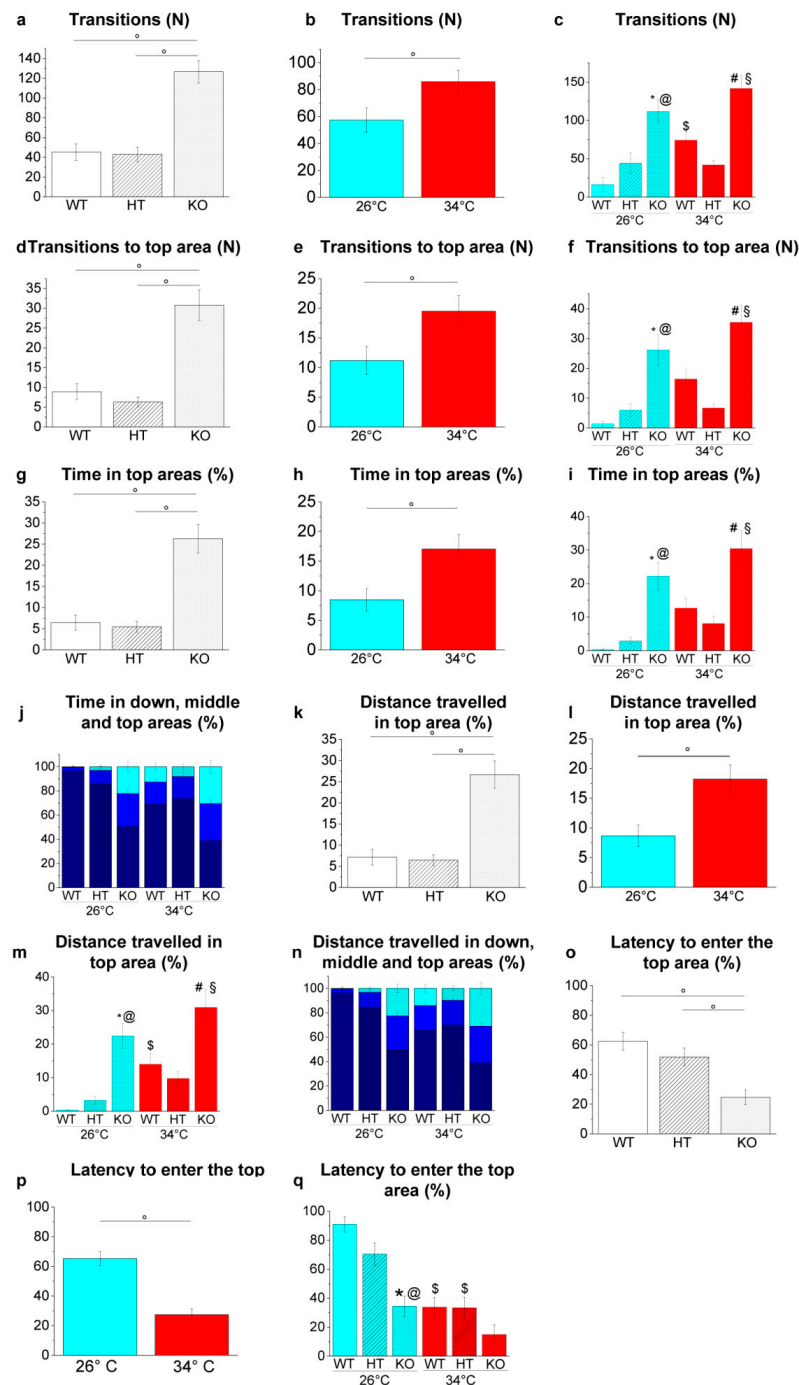 a Transitions (N)
140
120
100
80
60
40
20
0
WT HT KO
b Transitions (N)
100
80
60
40
20
0
26°C 34°C
c Transitions (N)
150
100
50
0
* @
$
# §
WT HT KO WT HT KO
26°C 34°C
dTransitions to top area (N)
35
30
25
20
15
10
5
0
WT HT KO
e Transitions to top area (N)
25
20
15
10
5
0
26°C 34°C
f Transitions to top area (N)
40
20
0
* @
# §
WT HT KO WT HT KO
26°C 34°C
g Time in top areas (%)
35
30
25
20
15
10
5
0
WT HT KO
h Time in top areas (%)
25
20
15
10
5
0
26°C 34°C
i Time in top areas (%)
40
30
20
10
0
* @
# §
WT HT KO WT HT KO
26°C 34°C
j Time in down, middle
and top areas (%)
100
80
60
40
20
0
WT HT KO WT HT KO
26°C 34°C
k Distance travelled
in top area (%)
35
30
25
20
15
10
5
0
WT HT KO
l Distance travelled
in top area (%)
25
20
15
10
5
0
26°C 34°C
m Distance travelled in
top area (%)
40
30
20
10
0
*@
$
# §
WT HT KO WT HT KO
26°C 34°C
n Distance travelled in down,
middle and top areas (%)
100
80
60
40
20
0
WT HT KO WT HT KO
26°C 34°C
o Latency to enter the
top area (%)
100
80
60
40
20
0
WT HT KO
p Latency to enter the top
100
80
60
40
20
0
26° C 34° C
q Latency to enter the top
area (%)
100
80
60
40
20
0
* @
$ $
WT HT KO WT HT KO
26°C 34°C